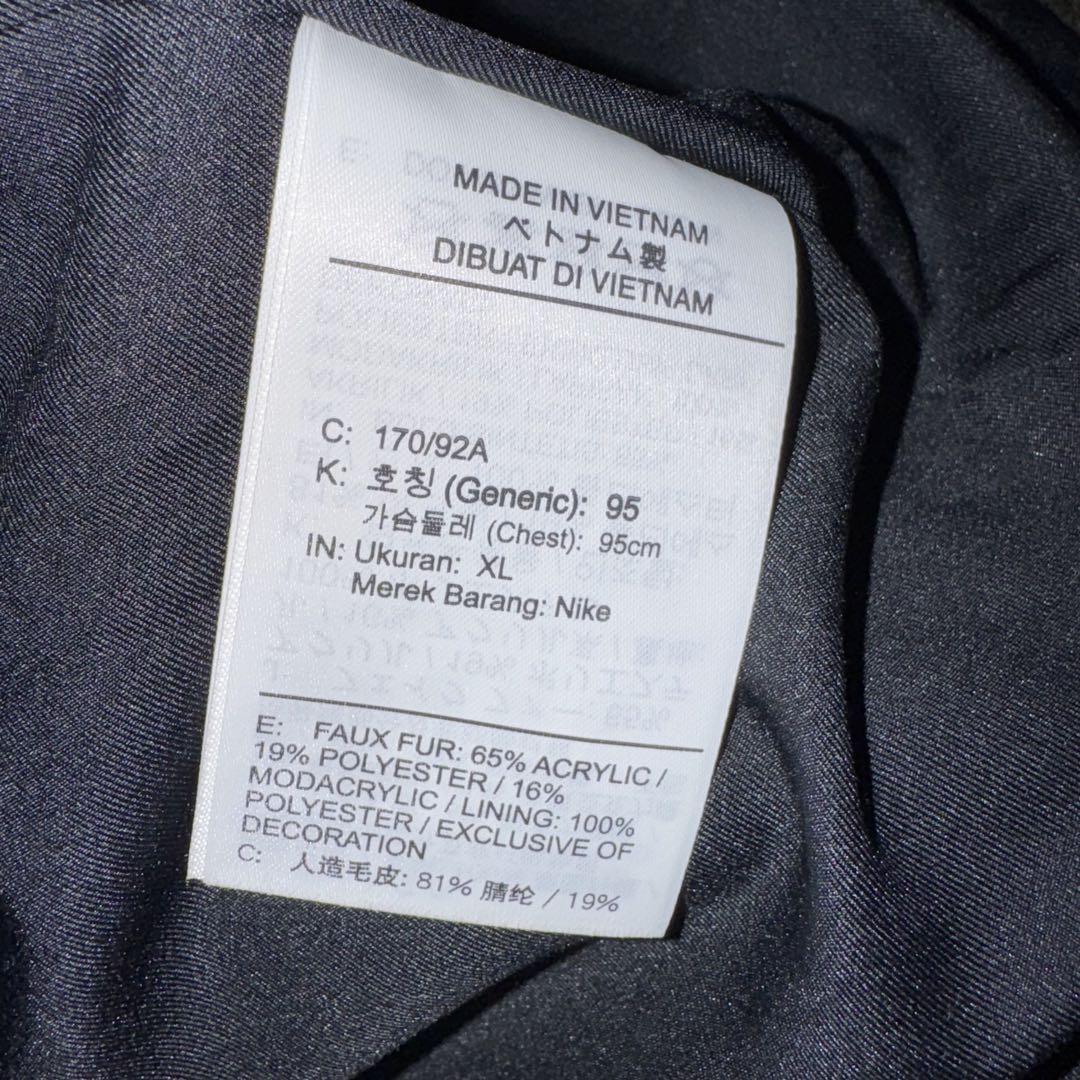 MADE IN VIETNAM
ベトナム製
DIBUAT DI VIETNAM
C: 170/92A
K: 호칭 (Generic): 95
가슴둘레 (Chest): 95cm
IN: Ukuran: XL
Merek Barang: Nike
E: FAUX FUR: 65% ACRYLIC /
19% POLYESTER / 16%
MODACRYLIC / LINING: 100%
POLYESTER / EXCLUSIVE OF
DECORATION
C: 人造毛皮: 81% 腈纶 / 19%